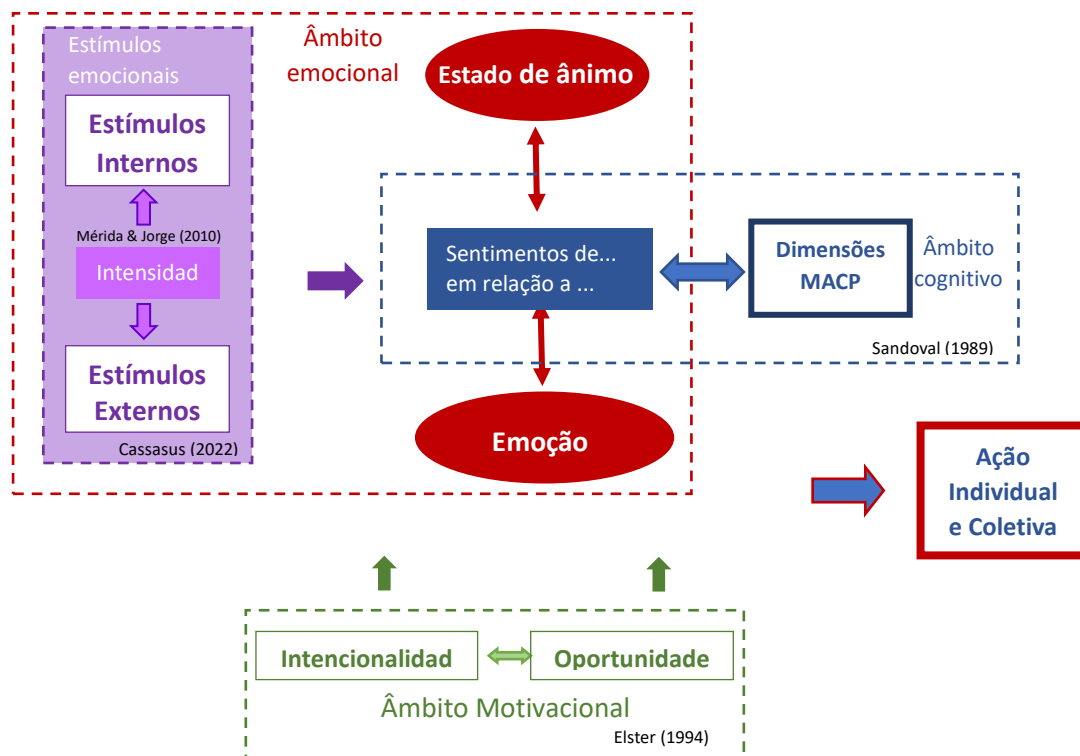 Estímulos
emocionais
Estímulos
Internos
Mérida & Jorge (2010)
Intensidad
Estímulos
Externos
Cassasus (2022)
Âmbito
emocional
Estado de ânimo
Sentimentos de...
em relação a ...
Emoção
Dimensões
MACP
Âmbito
cognitivo
Sandoval (1989)
Ação
Individual
e Coletiva
Intencionalidad
Oportunidade
Âmbito Motivacional
Elster (1994)